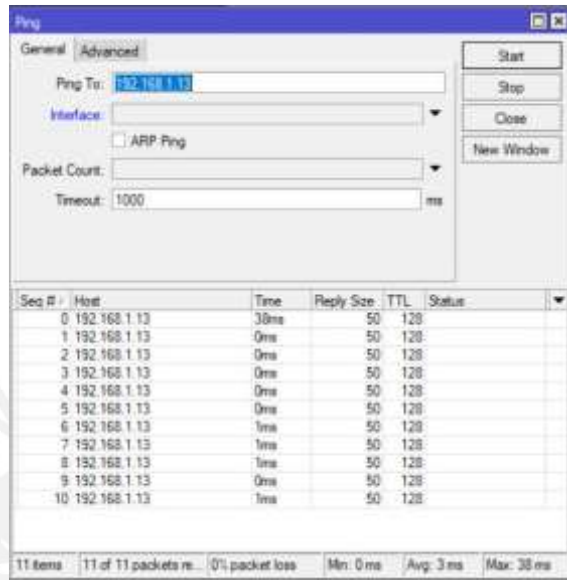 Ping
General Advanced
Ping To: 192.168.1.13
Interface:
ARP Ping
Packet Count:
Timeout: 1000 ms
Start
Stop
Close
New Window
Seq # Host Time Reply Size TTL Status
0 192.168.1.13 38ms 50 128
1 192.168.1.13 0ms 50 128
2 192.168.1.13 0ms 50 128
3 192.168.1.13 0ms 50 128
4 192.168.1.13 0ms 50 128
5 192.168.1.13 0ms 50 128
6 192.168.1.13 1ms 50 128
7 192.168.1.13 1ms 50 128
8 192.168.1.13 1ms 50 128
9 192.168.1.13 0ms 50 128
10 192.168.1.13 1ms 50 128
11 items 11 of 11 packets re... 0% packet loss Min: 0 ms Avg: 3 ms Max: 38 ms